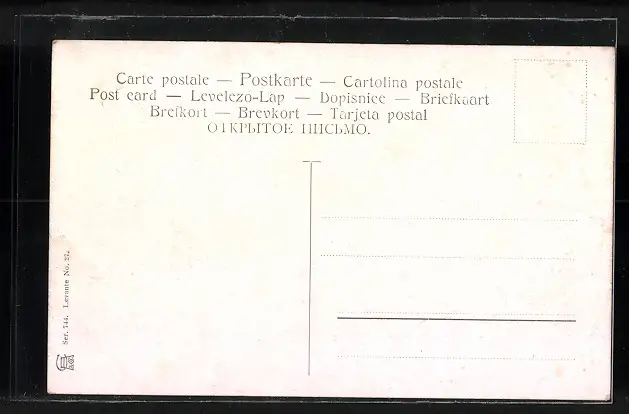 Carte postale — Postkarte — Cartolina postale
Post card — Levelezö-Lap — Dopisnice — Briefkaart
Brefkort — Brevkort — Tarjeta postal
ОТКРЫТОЕ ПИСЬМО.
Ser. 744. Levante No. 27.